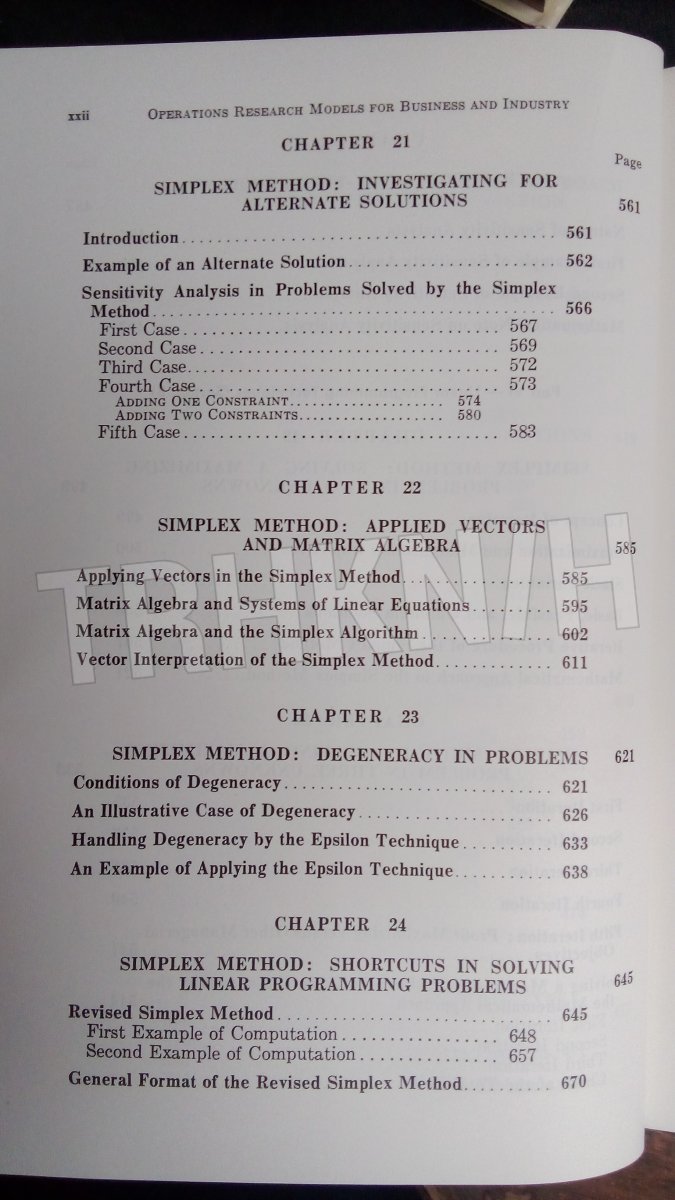 xxii OPERATIONS RESEARCH MODELS FOR BUSINESS AND INDUSTRY
CHAPTER 21
Page
SIMPLEX METHOD: INVESTIGATING FOR
ALTERNATE SOLUTIONS 561
Introduction 561
Example of an Alternate Solution 562
Sensitivity Analysis in Problems Solved by the Simplex
Method 566
First Case 567
Second Case 569
Third Case 572
Fourth Case 573
ADDING ONE CONSTRAINT 574
ADDING TWO CONSTRAINTS 580
Fifth Case 583
CHAPTER 22
SIMPLEX METHOD: APPLIED VECTORS
AND MATRIX ALGEBRA 585
Applying Vectors in the Simplex Method 585
Matrix Algebra and Systems of Linear Equations 595
Matrix Algebra and the Simplex Algorithm 602
Vector Interpretation of the Simplex Method 611
TRHKN/H
CHAPTER 23
SIMPLEX METHOD: DEGENERACY IN PROBLEMS 621
Conditions of Degeneracy 621
An Illustrative Case of Degeneracy 626
Handling Degeneracy by the Epsilon Technique 633
An Example of Applying the Epsilon Technique 638
CHAPTER 24
SIMPLEX METHOD: SHORTCUTS IN SOLVING
LINEAR PROGRAMMING PROBLEMS 645
Revised Simplex Method 645
First Example of Computation 648
Second Example of Computation 657
General Format of the Revised Simplex Method 670